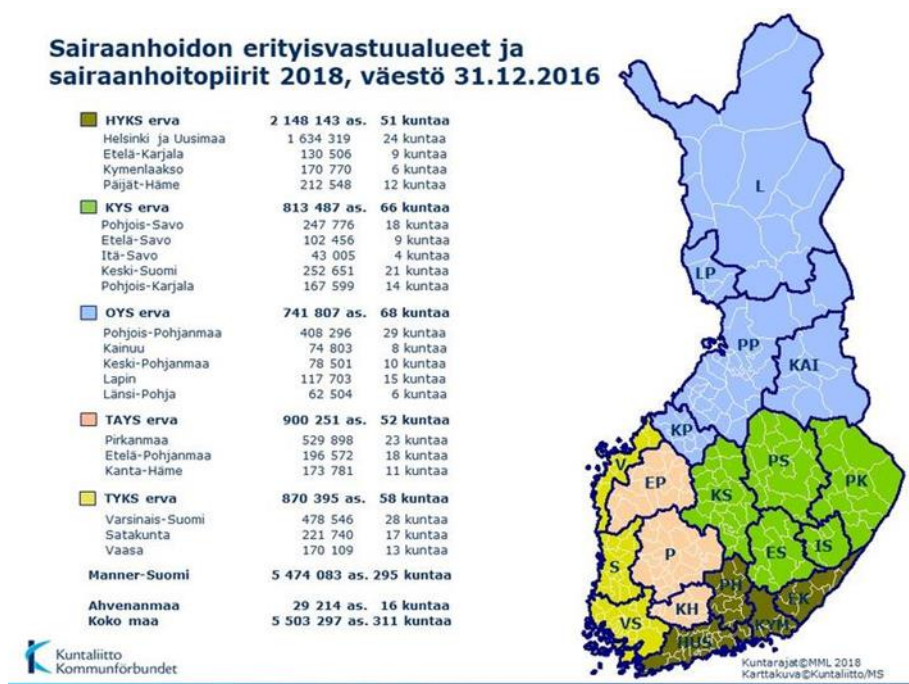 Sairaanhoidon erityisvastuualueet ja
sairaanhoitopiirit 2018, väestö 31.12.2016
HYKS erva 2 148 143 as. 51 kuntaa
Helsinki ja Uusimaa 1 634 319 24 kuntaa
Etelä-Karjala 130 506 9 kuntaa
Kymenlaakso 170 770 6 kuntaa
Päijät-Häme 212 548 12 kuntaa
KYS erva 813 487 as. 66 kuntaa
Pohjois-Savo 247 776 18 kuntaa
Etelä-Savo 102 456 9 kuntaa
Itä-Savo 43 005 4 kuntaa
Keski-Suomi 252 651 21 kuntaa
Pohjois-Karjala 167 599 14 kuntaa
OYS erva 741 807 as. 68 kuntaa
Pohjois-Pohjanmaa 408 296 29 kuntaa
Kainuu 74 803 8 kuntaa
Keski-Pohjanmaa 78 501 10 kuntaa
Lapin 117 703 15 kuntaa
Länsi-Pohja 62 504 6 kuntaa
TAYS erva 900 251 as. 52 kuntaa
Pirkanmaa 529 898 23 kuntaa
Etelä-Pohjanmaa 196 572 18 kuntaa
Kanta-Häme 173 781 11 kuntaa
TYKS erva 870 395 as. 58 kuntaa
Varsinais-Suomi 478 546 28 kuntaa
Satakunta 221 740 17 kuntaa
Vaasa 170 109 13 kuntaa
Manner-Suomi 5 474 083 as. 295 kuntaa
Ahvenanmaa 29 214 as. 16 kuntaa
Koko maa 5 503 297 as. 311 kuntaa
L
LP
PP
KAI
KP
V
EP
KS
PS
PK
P
S
ES
IS
PH
EK
KH
VS
HUS
KYM
Kuntaliitto
Kommunförbundet
Kuntarajat©MML 2018
Karttakuva©Kuntaliitto/MS